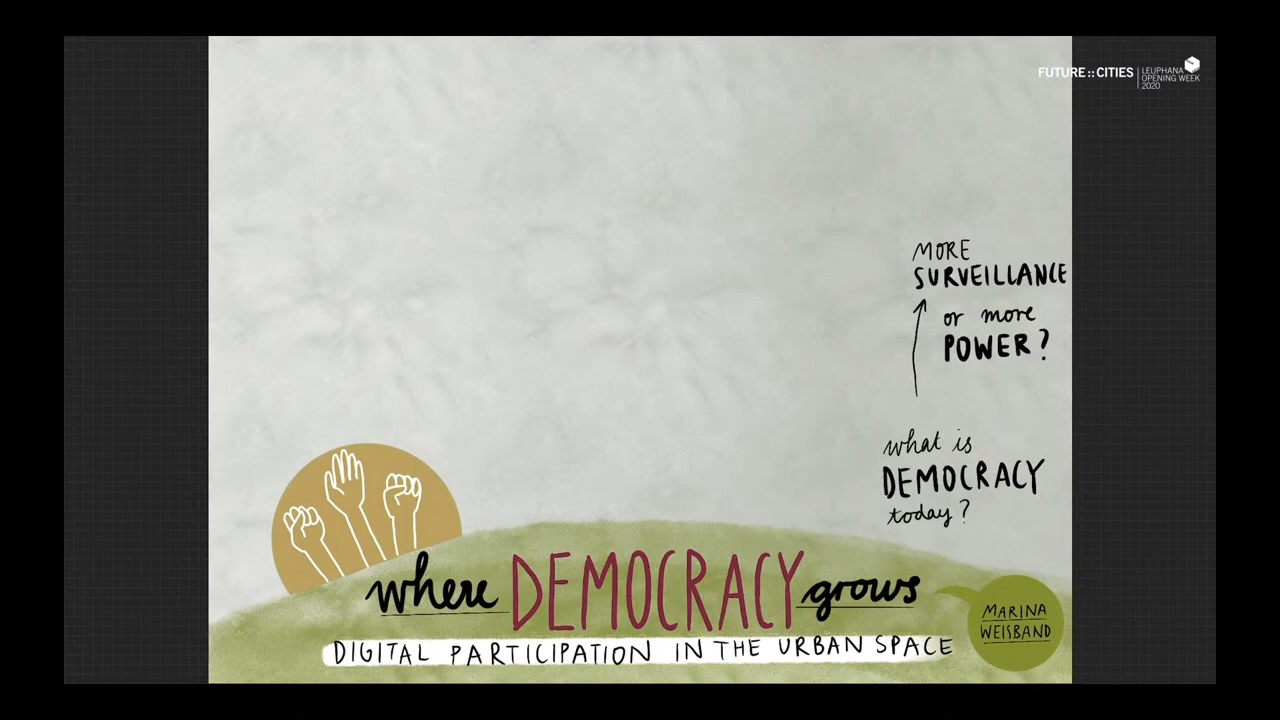 FUTURE :: CITIES
LEUPHANA
OPENING WEEK
2020
MORE
SURVEILLANCE
or more
POWER?
what is
DEMOCRACY
today?
where DEMOCRACY grows
DIGITAL PARTICIPATION IN THE URBAN SPACE
MARINA
WEISBAND